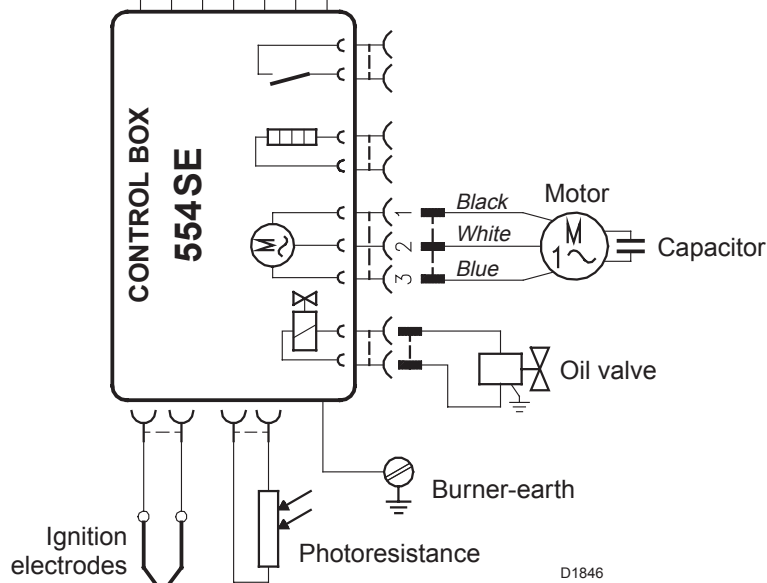 CONTROL BOX
554SE
1
2
3
Black
White
Blue
Motor
M
1~
Capacitor
M~
Oil valve
Burner-earth
Ignition
electrodes
Photoresistance
D1846